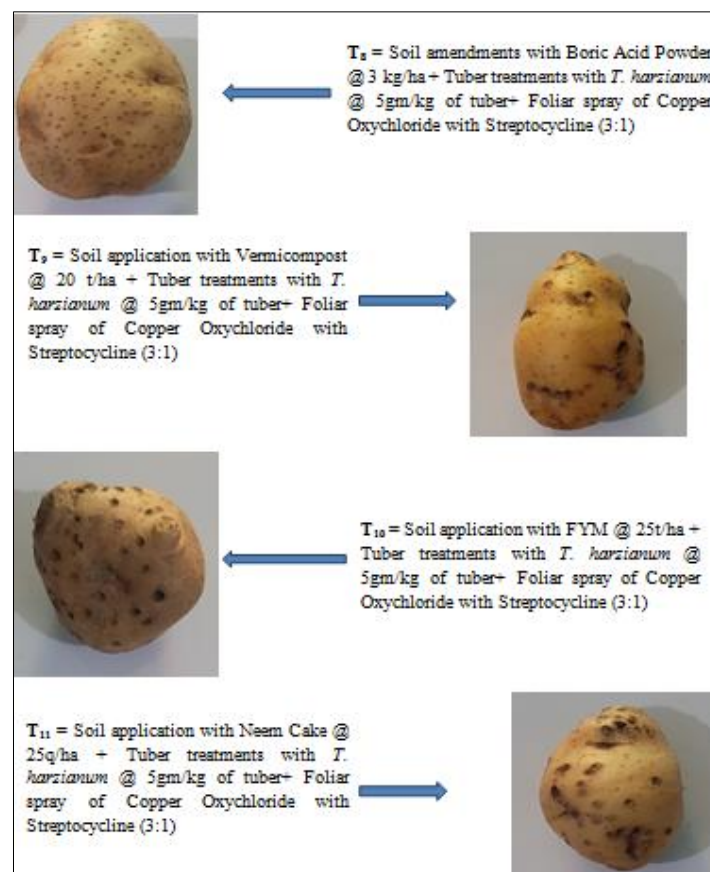 T₈ = Soil amendments with Boric Acid Powder
@ 3 kg/ha + Tuber treatments with T. harzianum
@ 5gm/kg of tuber+ Foliar spray of Copper
Oxychloride with Streptocycline (3:1)
T₉ = Soil application with Vermicompost
@ 20 t/ha + Tuber treatments with T.
harzianum @ 5gm/kg of tuber+ Foliar
spray of Copper Oxychloride with
Streptocycline (3:1)
T₁₀ = Soil application with FYM @ 25t/ha +
Tuber treatments with T. harzianum @
5gm/kg of tuber+ Foliar spray of Copper
Oxychloride with Streptocycline (3:1)
T₁₁ = Soil application with Neem Cake @
25q/ha + Tuber treatments with T.
harzianum @ 5gm/kg of tuber+ Foliar
spray of Copper Oxychloride with
Streptocycline (3:1)